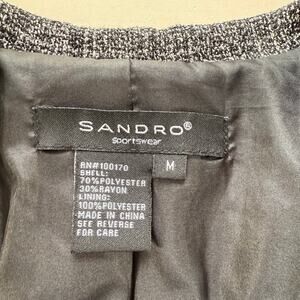 SANDRO®
Sportswear
M
RN#100170
SHELL:
70%POLYESTER
30%RAYON
LINING:
100%POLYESTER
MADE IN CHINA
SEE REVERSE
FOR CARE